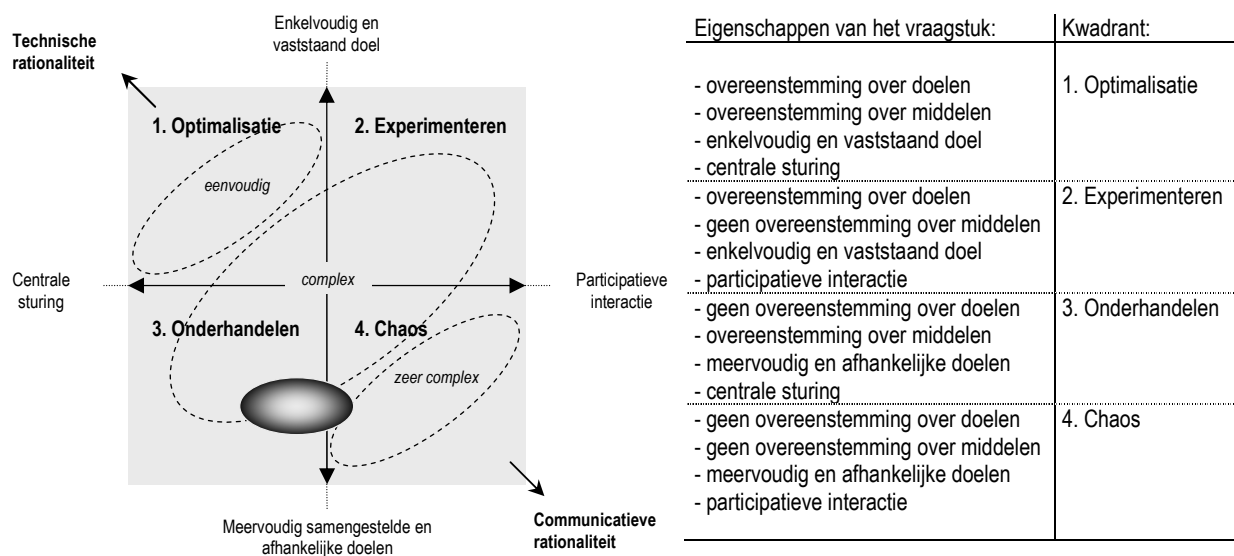 Enkelvoudig en
vaststaand doel
Technische
rationaliteit
1. Optimalisatie
2. Experimenteren
eenvoudig
Centrale
sturing
complex
Participatieve
interactie
3. Onderhandelen
4. Chaos
zeer complex
Meervoudig samengestelde en
afhankelijke doelen
Communicatieve
rationaliteit
Eigenschappen van het vraagstuk:
Kwadrant:
- overeenstemming over doelen
1. Optimalisatie
- overeenstemming over middelen
- enkelvoudig en vaststaand doel
- centrale sturing
- overeenstemming over doelen
2. Experimenteren
- geen overeenstemming over middelen
- enkelvoudig en vaststaand doel
- participatieve interactie
- geen overeenstemming over doelen
3. Onderhandelen
- overeenstemming over middelen
- meervoudig en afhankelijke doelen
- centrale sturing
- geen overeenstemming over doelen
4. Chaos
- geen overeenstemming over middelen
- meervoudig en afhankelijke doelen
- participatieve interactie